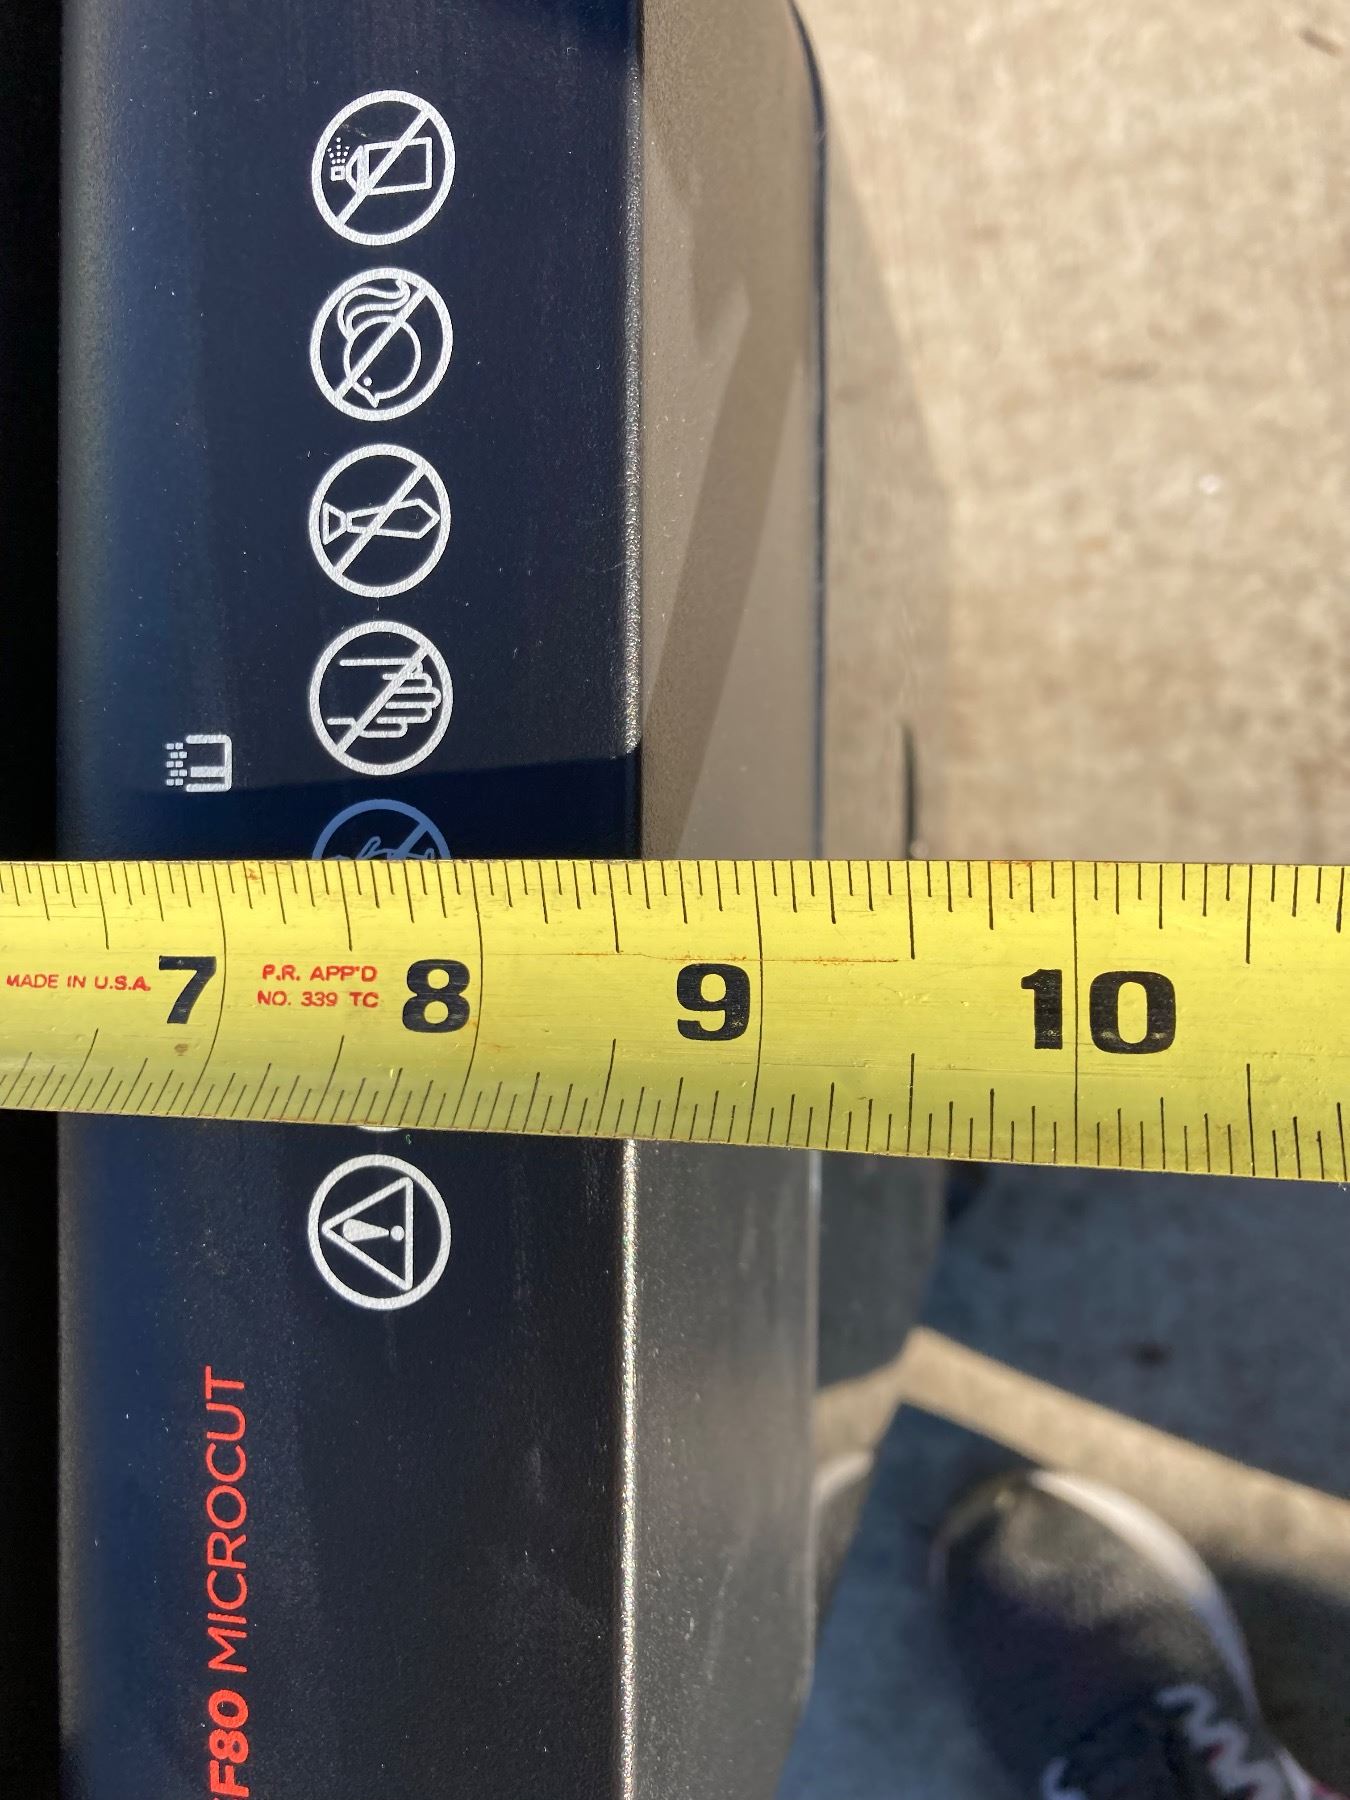 MADE IN U.S.A.
7
P.R. APP'D
NO. 339 TC
8
9
10
F80 MICROCUT